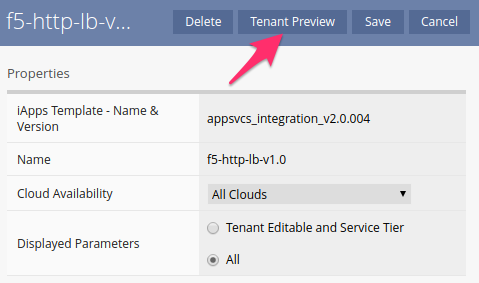 f5-http-lb-v... Delete Tenant Preview Save Cancel
Properties
iApps Template - Name &
Version
appsvcs_integration_v2.0.004
Name f5-http-lb-v1.0
Cloud Availability All Clouds
Displayed Parameters
Tenant Editable and Service Tier
All